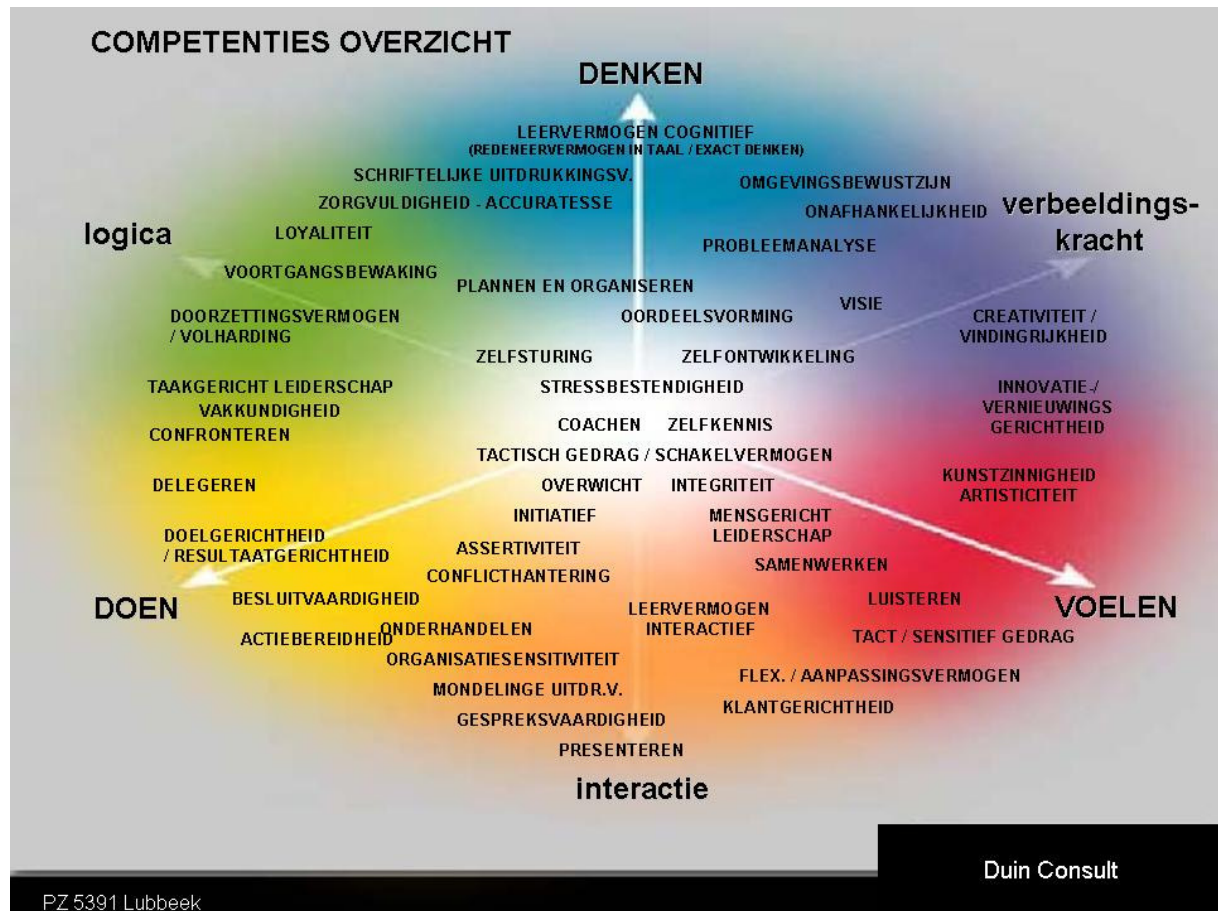 COMPETENTIES OVERZICHT
DENKEN
LEERVERMOGEN COGNITIEF
(REDENEERVERMOGEN IN TAAL / EXACT DENKEN)
SCHRIFTELIJKE UITDRUKKINGSV.
OMGEVINGSBEWUSTZIJN
ZORGVULDIGHEID - ACCURATESSE
ONAFHANKELIJKHEID
verbeeldings-
kracht
logica
LOYALITEIT
PROBLEEMANALYSE
VOORTGANGSBEWAKING
PLANNEN EN ORGANISEREN
VISIE
DOORZETTINGSVERMOGEN
/ VOLHARDING
OORDEELSVORMING
CREATIVITEIT /
VINDINGRIJKHEID
ZELFSTURING
ZELFONTWIKKELING
TAAKGERICHT LEIDERSCHAP
STRESSBESTENDIGHEID
INNOVATIE-/
VERNIEUWINGS
GERICHTHEID
VAKKUNDIGHEID
CONFRONTEREN
COACHEN
ZELFKENNIS
TACTISCH GEDRAG / SCHAKELVERMOGEN
KUNSTZINNIGHEID
ARTISTICITEIT
DELEGEREN
OVERWICHT
INTEGRITEIT
INITIATIEF
MENSGERICHT
LEIDERSCHAP
DOELGERICHTHEID
/ RESULTAATGERICHTHEID
ASSERTIVITEIT
SAMENWERKEN
CONFLICTHANTERING
DOEN
BESLUITVAARDIGHEID
LEERVERMOGEN
INTERACTIEF
LUISTEREN
VOELEN
ACTIEBEREIDHEID
ONDERHANDELEN
TACT / SENSITIEF GEDRAG
ORGANISATIESENSITIVITEIT
FLEX. / AANPASSINGSVERMOGEN
MONDELINGE UITDR.V.
KLANTGERICHTHEID
GESPREKSVAARDIGHEID
PRESENTEREN
interactie
Duin Consult
PZ 5391 Lubbeek